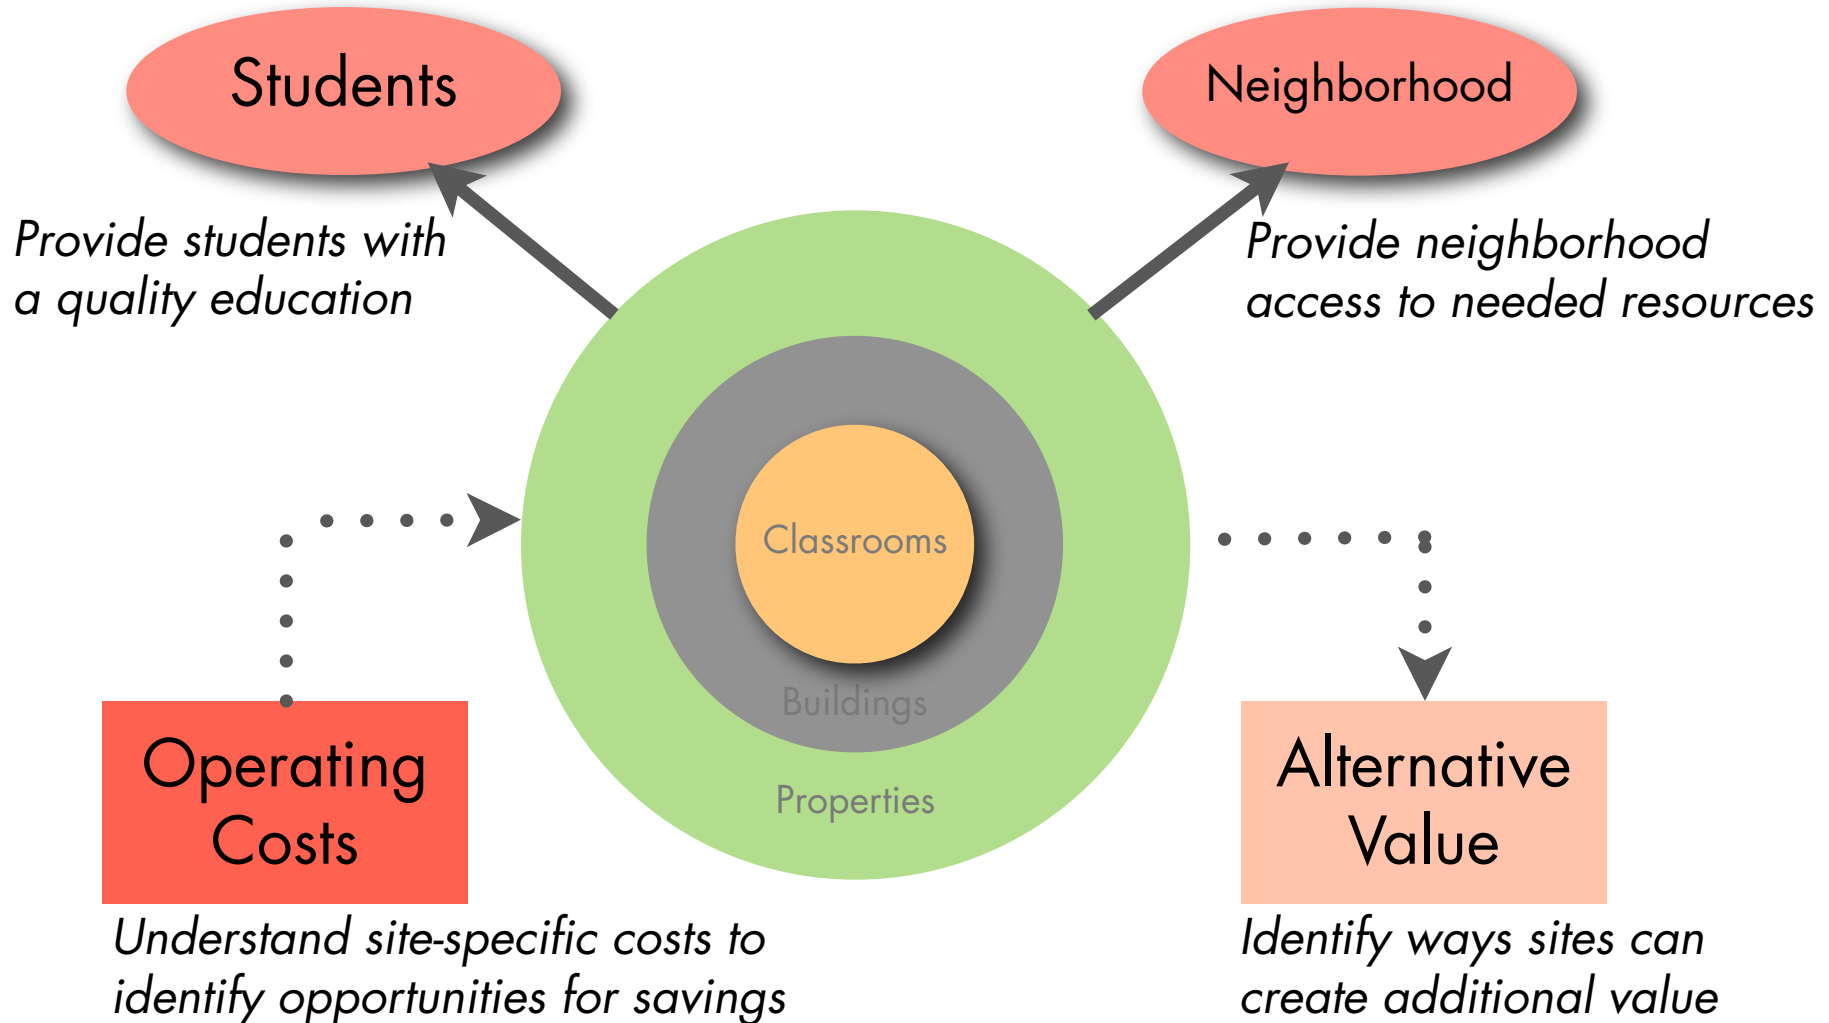 Students
Neighborhood
Provide students with
a quality education
Provide neighborhood
access to needed resources
Classrooms
Buildings
Properties
Operating
Costs
Alternative
Value
Understand site-specific costs to
identify opportunities for savings
Identify ways sites can
create additional value